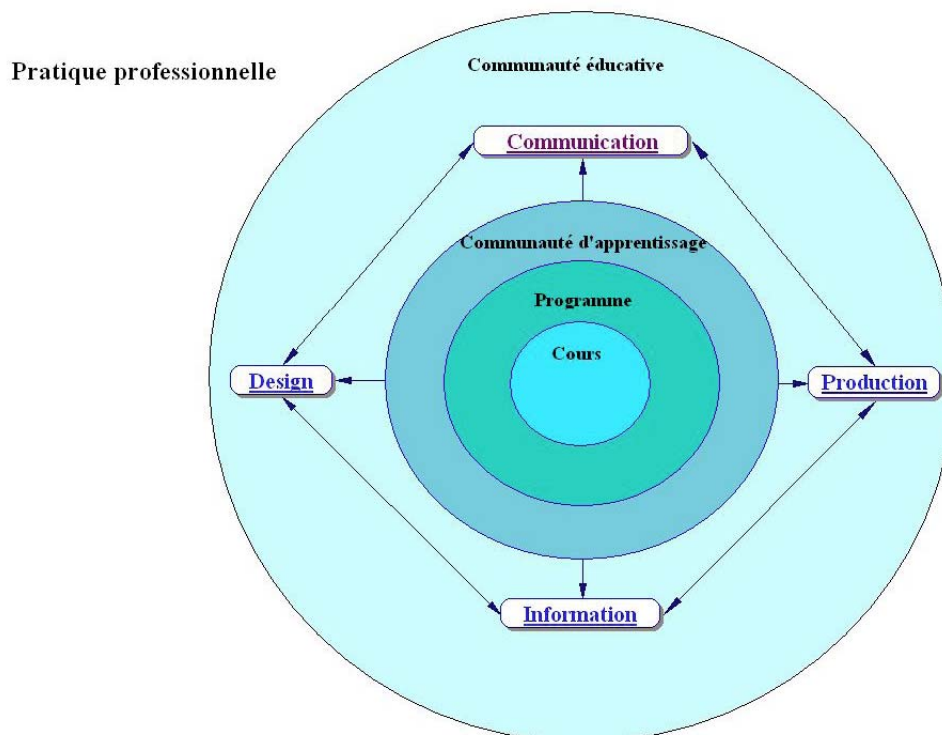 Pratique professionnelle
Communauté éducative
Communication
Communauté d'apprentissage
Programme
Cours
Design
Production
Information